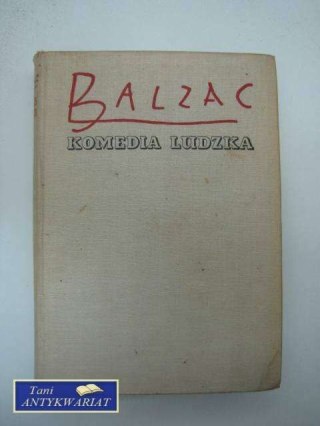 BALZAC
KOMEDIA LUDZKA
Tani
ANTYKWARIAT